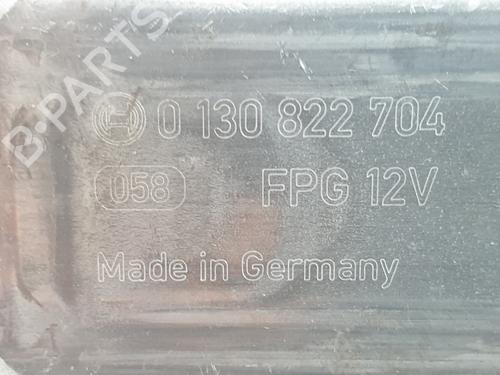 B-PARTS
0 130 822 704
058 FPG 12V
Made in Germany